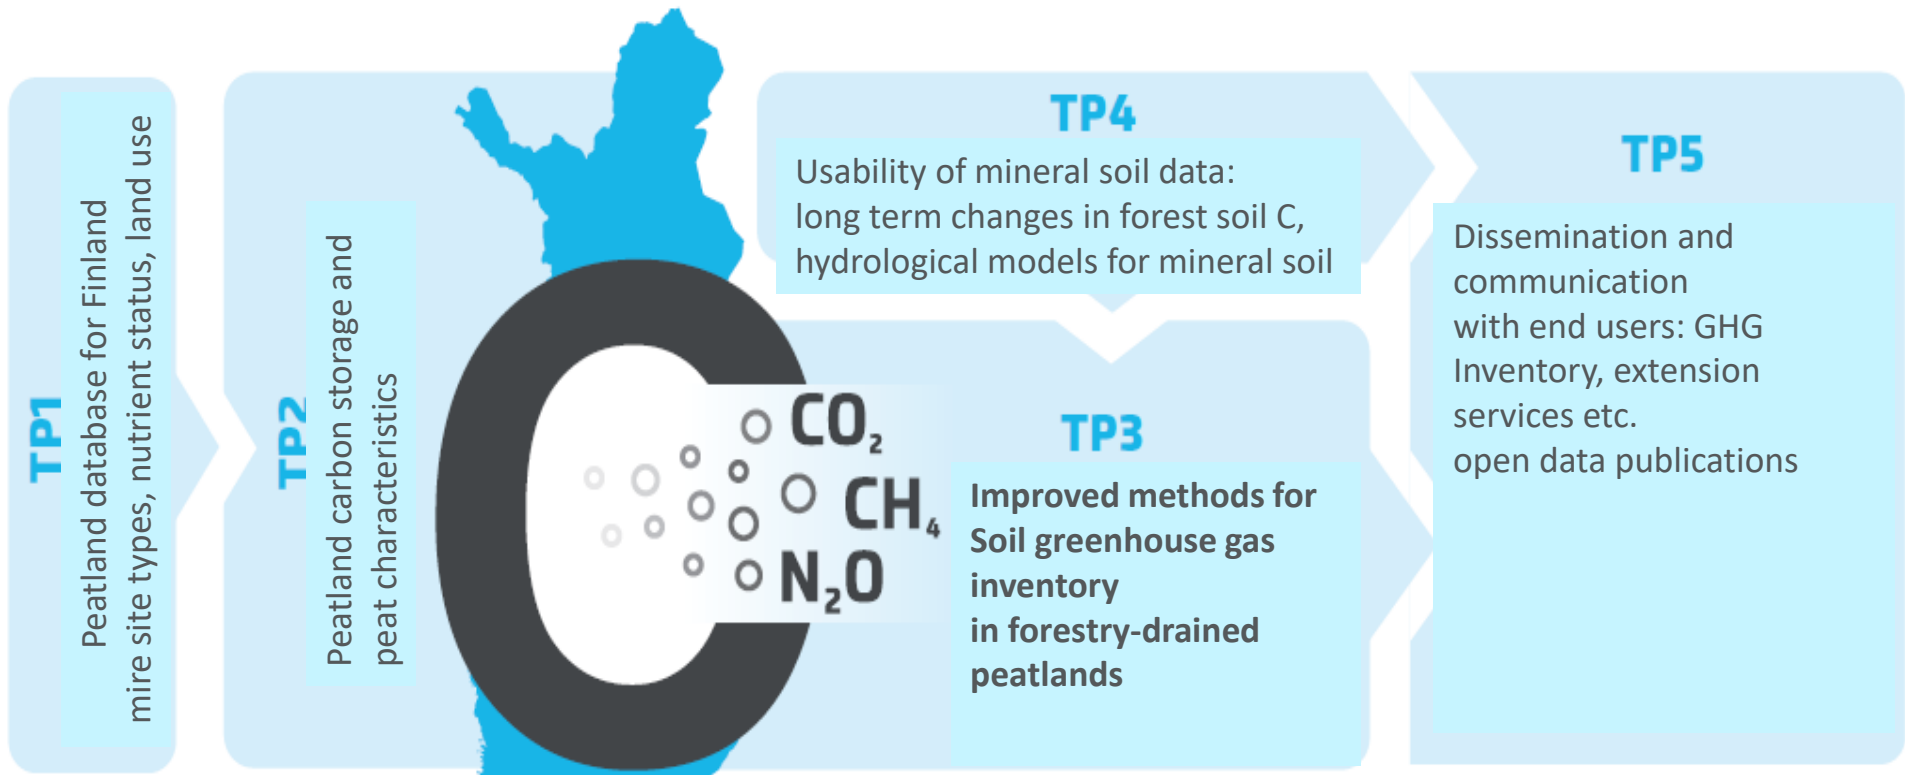 TP1
Peatland database for Finland
mire site types, nutrient status, land use
TP2
Peatland carbon storage and
peat characteristics
CO₂
CH₄
N₂O
TP4
Usability of mineral soil data:
long term changes in forest soil C,
hydrological models for mineral soil
TP3
Improved methods for
Soil greenhouse gas
inventory
in forestry-drained
peatlands
TP5
Dissemination and
communication
with end users: GHG
Inventory, extension
services etc.
open data publications